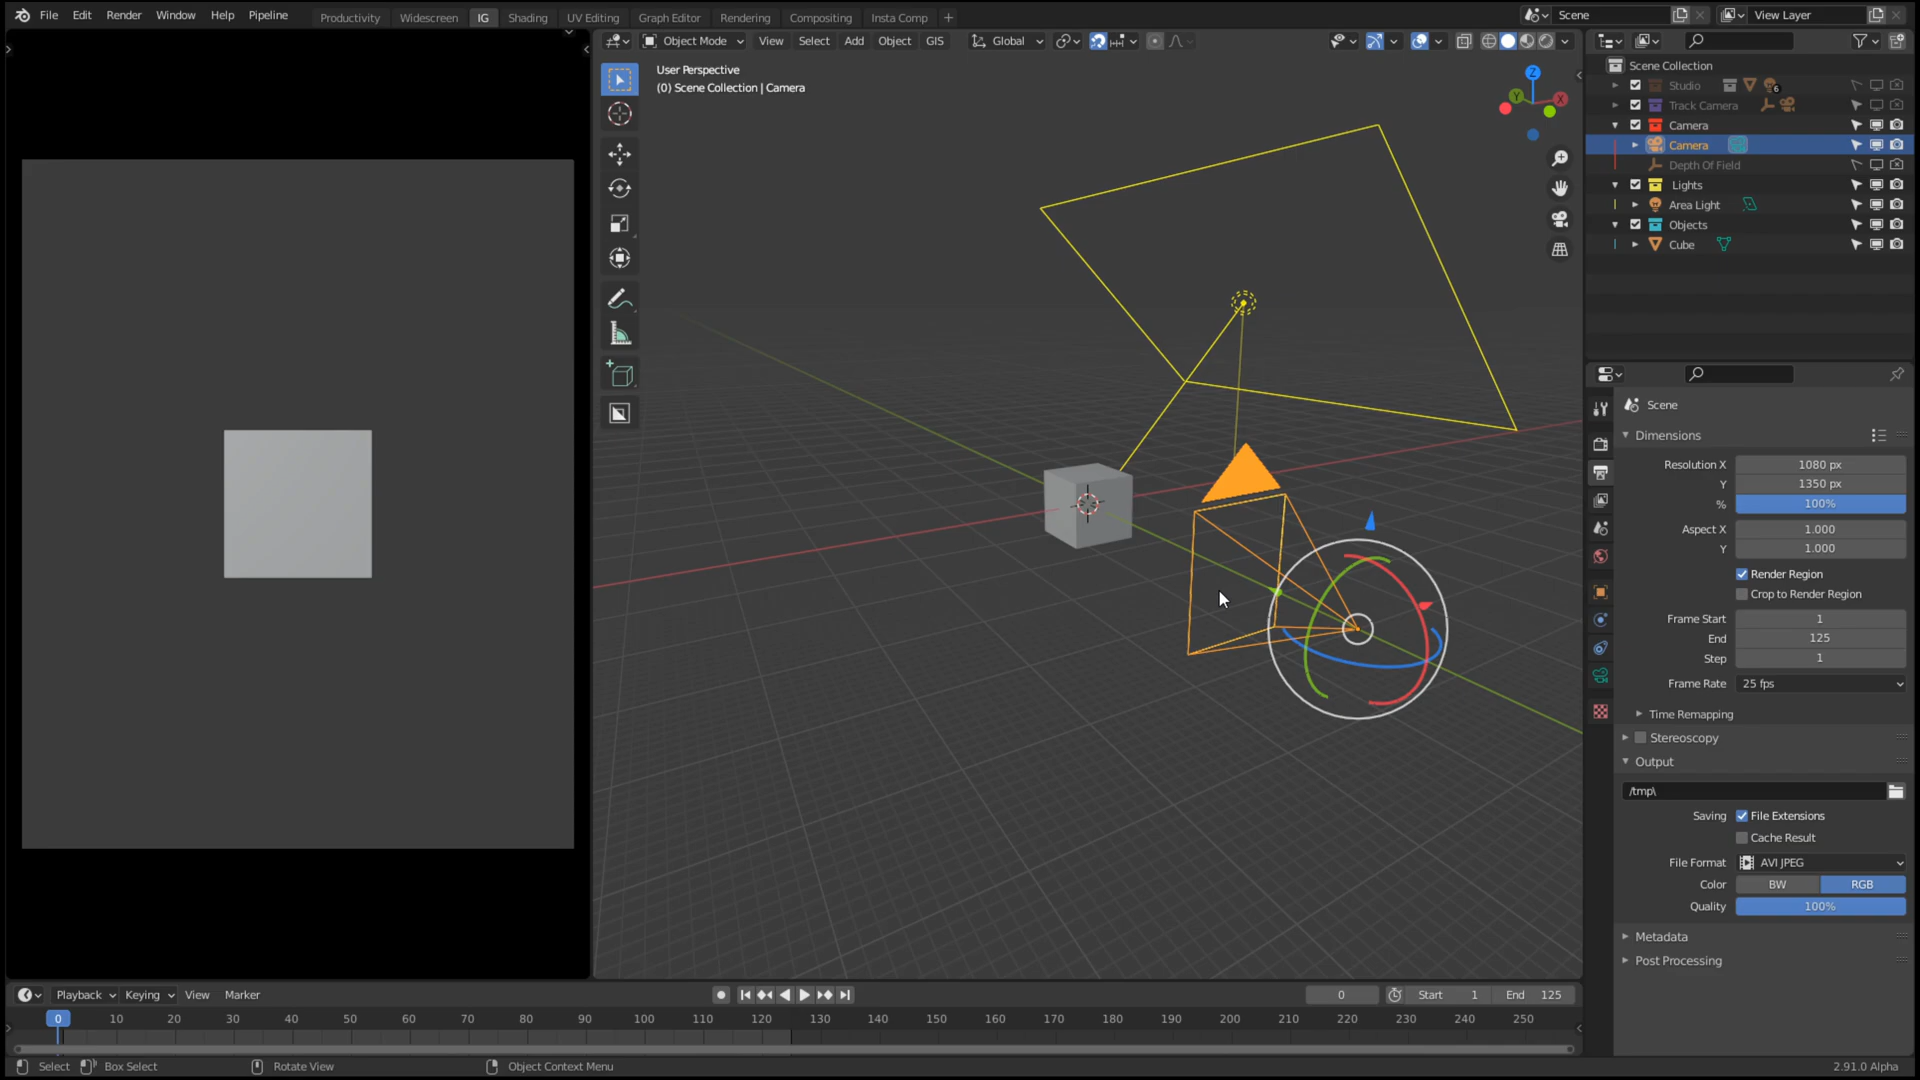 File Edit Render Window Help Pipeline
Productivity Widescreen IG Shading UV Editing Graph Editor Rendering Compositing Insta Comp +
Scene
View Layer
Object Mode View Select Add Object GIS Global
User Perspective
(0) Scene Collection | Camera
Z
Y
X
Scene Collection
Studio 6
Track Camera
Camera
Camera
Depth Of Field
Lights
Area Light
Objects
Cube
Scene
Dimensions
Resolution X 1080 px
Y 1350 px
% 100%
Aspect X 1.000
Y 1.000
Render Region
Crop to Render Region
Frame Start 1
End 125
Step 1
Frame Rate 25 fps
Time Remapping
Stereoscopy
Output
/tmp\
Saving File Extensions
Cache Result
File Format AVI JPEG
Color BW RGB
Quality 100%
Metadata
Post Processing
Playback Keying View Marker
0 Start 1 End 125
0 10 20 30 40 50 60 70 80 90 100 110 120 130 140 150 160 170 180 190 200 210 220 230 240 250
Select Box Select Rotate View Object Context Menu 2.91.0 Alpha